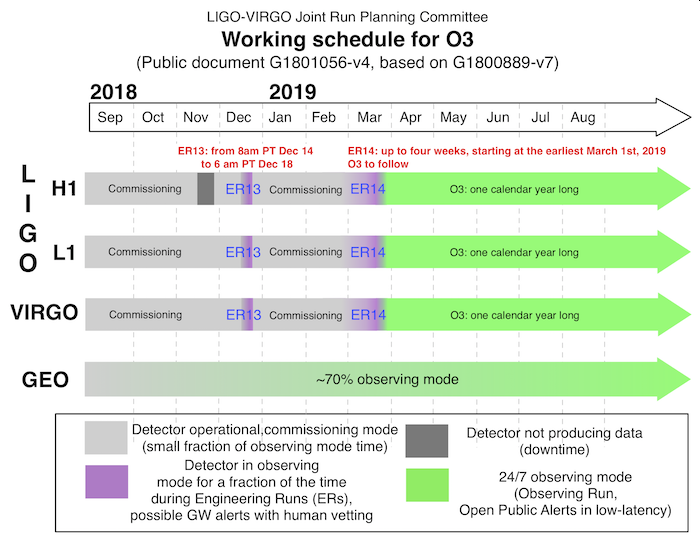 LIGO-VIRGO Joint Run Planning Committee
Working schedule for O3
(Public document G1801056-v4, based on G1800889-v7)
2018 2019
Sep Oct Nov Dec Jan Feb Mar Apr May Jun Jul Aug
ER13: from 8am PT Dec 14
to 6 am PT Dec 18
ER14: up to four weeks, starting at the earliest March 1st, 2019
O3 to follow
LIGO
H1 Commissioning ER13 Commissioning ER14 O3: one calendar year long
L1 Commissioning ER13 Commissioning ER14 O3: one calendar year long
VIRGO Commissioning ER13 Commissioning ER14 O3: one calendar year long
GEO ~70% observing mode
Detector operational,commissioning mode
(small fraction of observing mode time)
Detector in observing
mode for a fraction of the time
during Engineering Runs (ERs),
possible GW alerts with human vetting
Detector not producing data
(downtime)
24/7 observing mode
(Observing Run,
Open Public Alerts in low-latency)